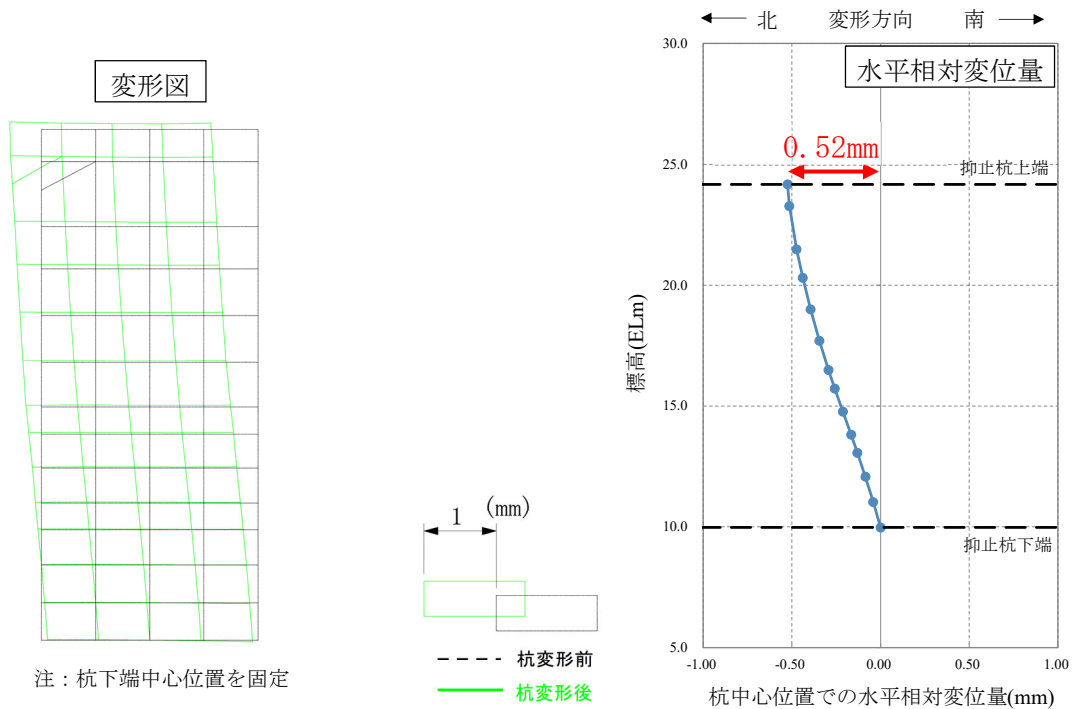 変形図
注：杭下端中心位置を固定
1 (mm)
杭変形前
杭変形後
北 変形方向 南
水平相対変位量
0.52mm
抑止杭上端
抑止杭下端
標高(ELm)
30.0
25.0
20.0
15.0
10.0
5.0
-1.00 -0.50 0.00 0.50 1.00
杭中心位置での水平相対変位量(mm)